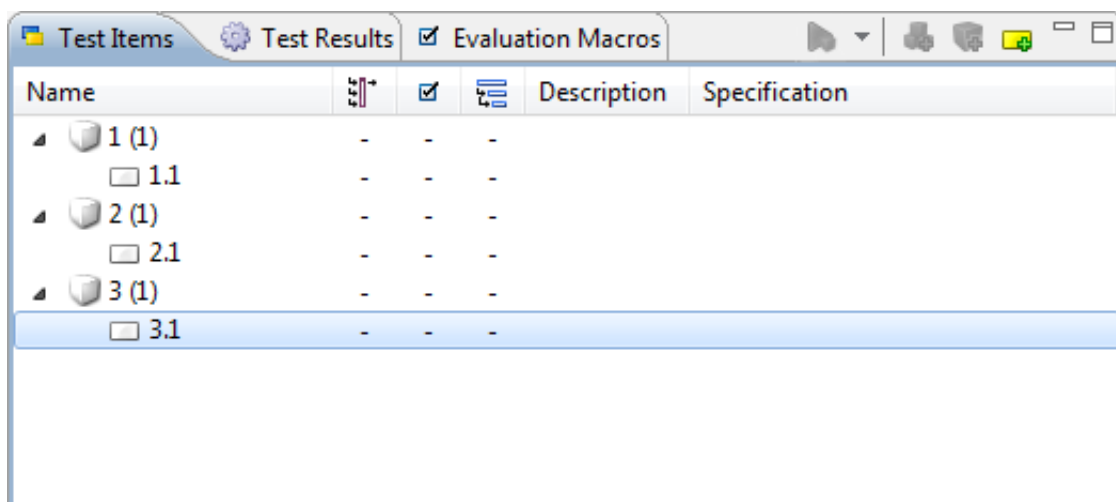 Test Items Test Results Evaluation Macros
Name Description Specification
1 (1) - - -
1.1 - - -
2 (1) - - -
2.1 - - -
3 (1) - - -
3.1 - - -